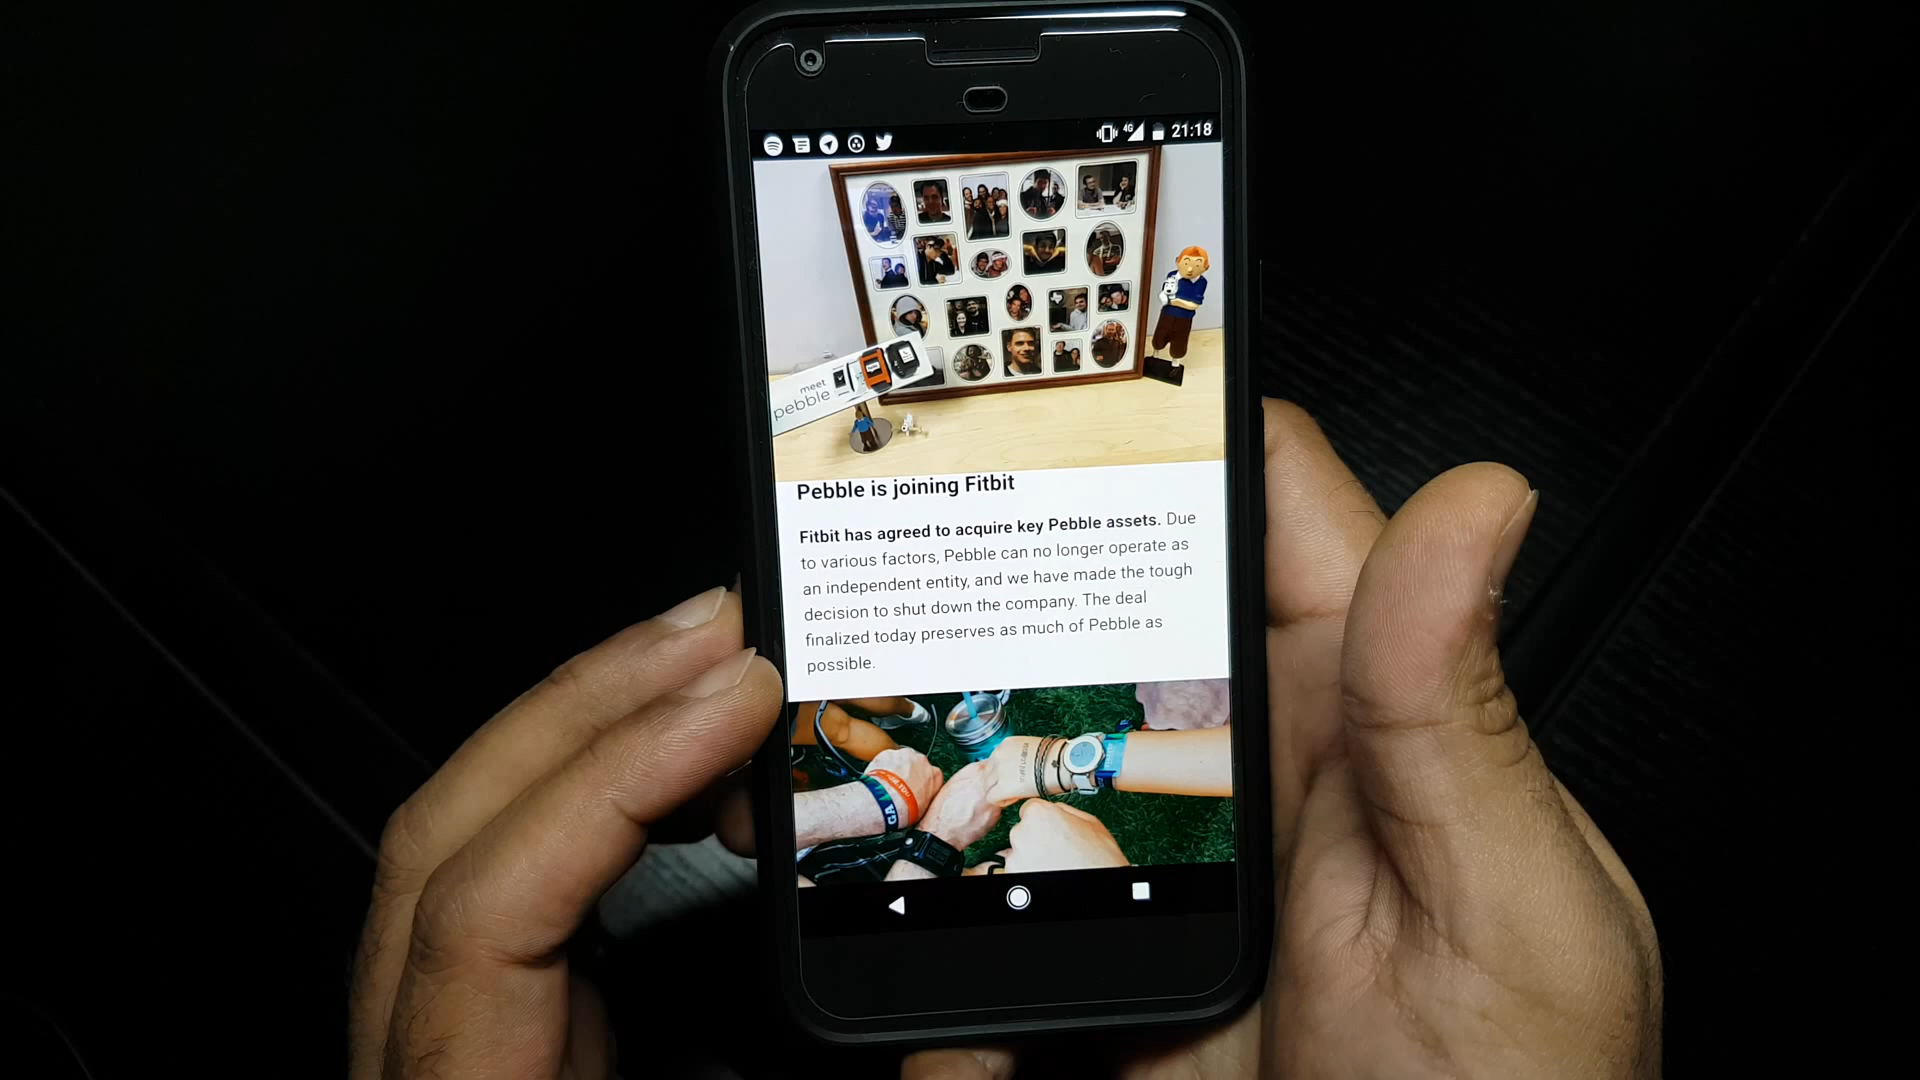 4G 21:18
meet
pebble
Pebble is joining Fitbit
Fitbit has agreed to acquire key Pebble assets. Due
to various factors, Pebble can no longer operate as
an independent entity, and we have made the tough
decision to shut down the company. The deal
finalized today preserves as much of Pebble as
possible.
GA